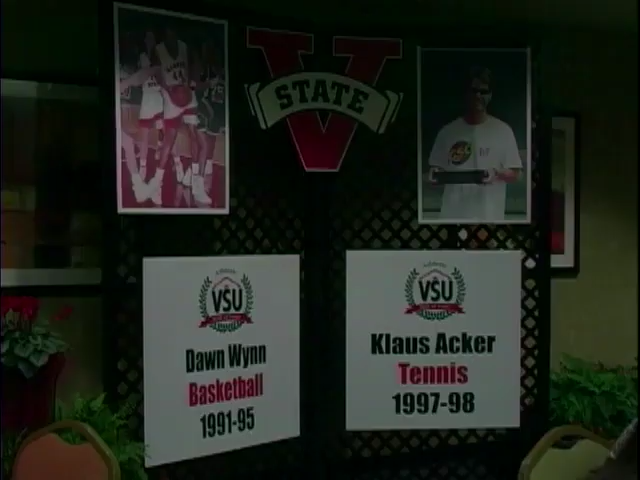 V
STATE
VSU
Dawn Wynn
Basketball
1991-95
VSU
Klaus Acker
Tennis
1997-98